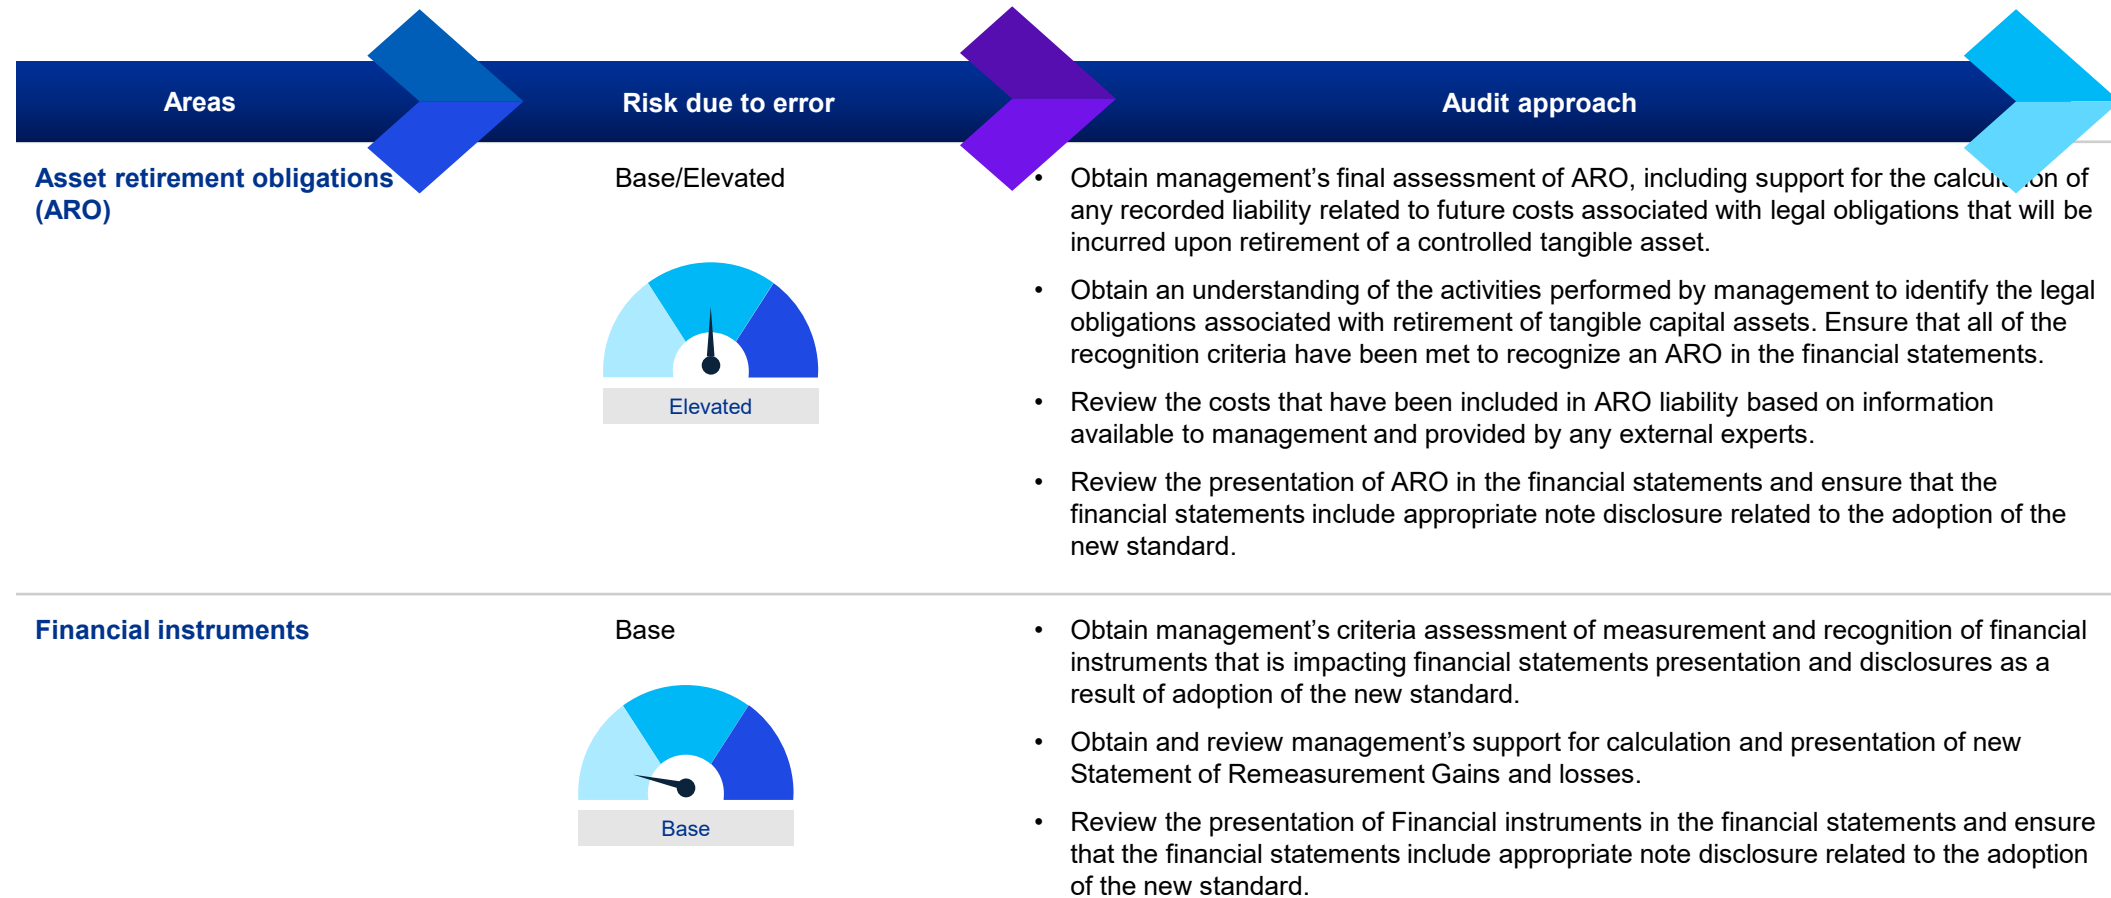 Areas
Risk due to error
Audit approach
Asset retirement obligations
(ARO)
Base/Elevated
Elevated
• Obtain management’s final assessment of ARO, including support for the of
any recorded liability related to future costs associated with legal obligations that will be
incurred upon retirement of a controlled tangible asset.
• Obtain an understanding of the activities performed by management to identify the legal
obligations associated with retirement of tangible capital assets. Ensure that all of the
recognition criteria have been met to recognize an ARO in the financial statements.
• Review the costs that have been included in ARO liability based on information
available to management and provided by any external experts.
• Review the presentation of ARO in the financial statements and ensure that the
financial statements include appropriate note disclosure related to the adoption of the
new standard.
Financial instruments
Base
Base
• Obtain management’s criteria assessment of measurement and recognition of financial
instruments that is impacting financial statements presentation and disclosures as a
result of adoption of the new standard.
• Obtain and review management’s support for calculation and presentation of new
Statement of Remeasurement Gains and losses.
• Review the presentation of Financial instruments in the financial statements and ensure
that the financial statements include appropriate note disclosure related to the adoption
of the new standard.